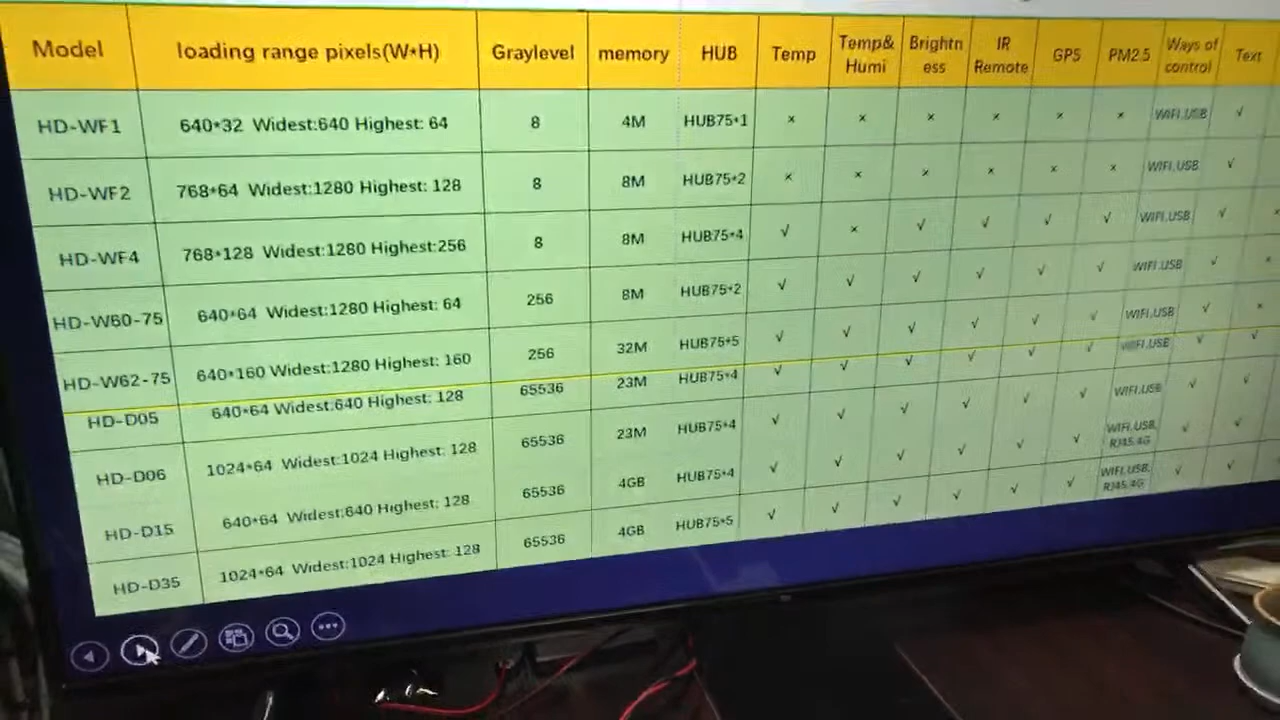 Model loading range pixels(W*H) Graylevel memory HUB Temp Temp& Humi Brightn ess IR Remote GPS PM2.5 Ways of control Text
HD-WF1 640*32 Widest:640 Highest: 64 8 4M HUB75*1 × × × × × × WIFI.USB √
HD-WF2 768*64 Widest:1280 Highest: 128 8 8M HUB75*2 × × × × × × WIFI.USB √
HD-WF4 768*128 Widest:1280 Highest:256 8 8M HUB75*4 √ × √ √ √ √ WIFI.USB √ ×
HD-W60-75 640*64 Widest:1280 Highest: 64 256 8M HUB75*2 √ √ √ √ √ √ WIFI.USB √ ×
HD-W62-75 640*160 Widest:1280 Highest: 160 256 32M HUB75*5 √ √ √ √ √ √ WIFI.USB √ ×
HD-D05 640*64 Widest:640 Highest: 128 65536 23M HUB75*4 √ √ √ √ √ √ WIFI.USB √ √
HD-D06 1024*64 Widest:1024 Highest: 128 65536 23M HUB75*4 √ √ √ √ √ √ WIFI.USB √ √
HD-D15 640*64 Widest:640 Highest: 128 65536 4GB HUB75*4 √ √ √ √ √ √ WIFI.USB. RJ45.4G √ √
HD-D35 1024*64 Widest:1024 Highest: 128 65536 4GB HUB75*5 √ √ √ √ √ √ WIFI.USB. RJ45.4G √ √